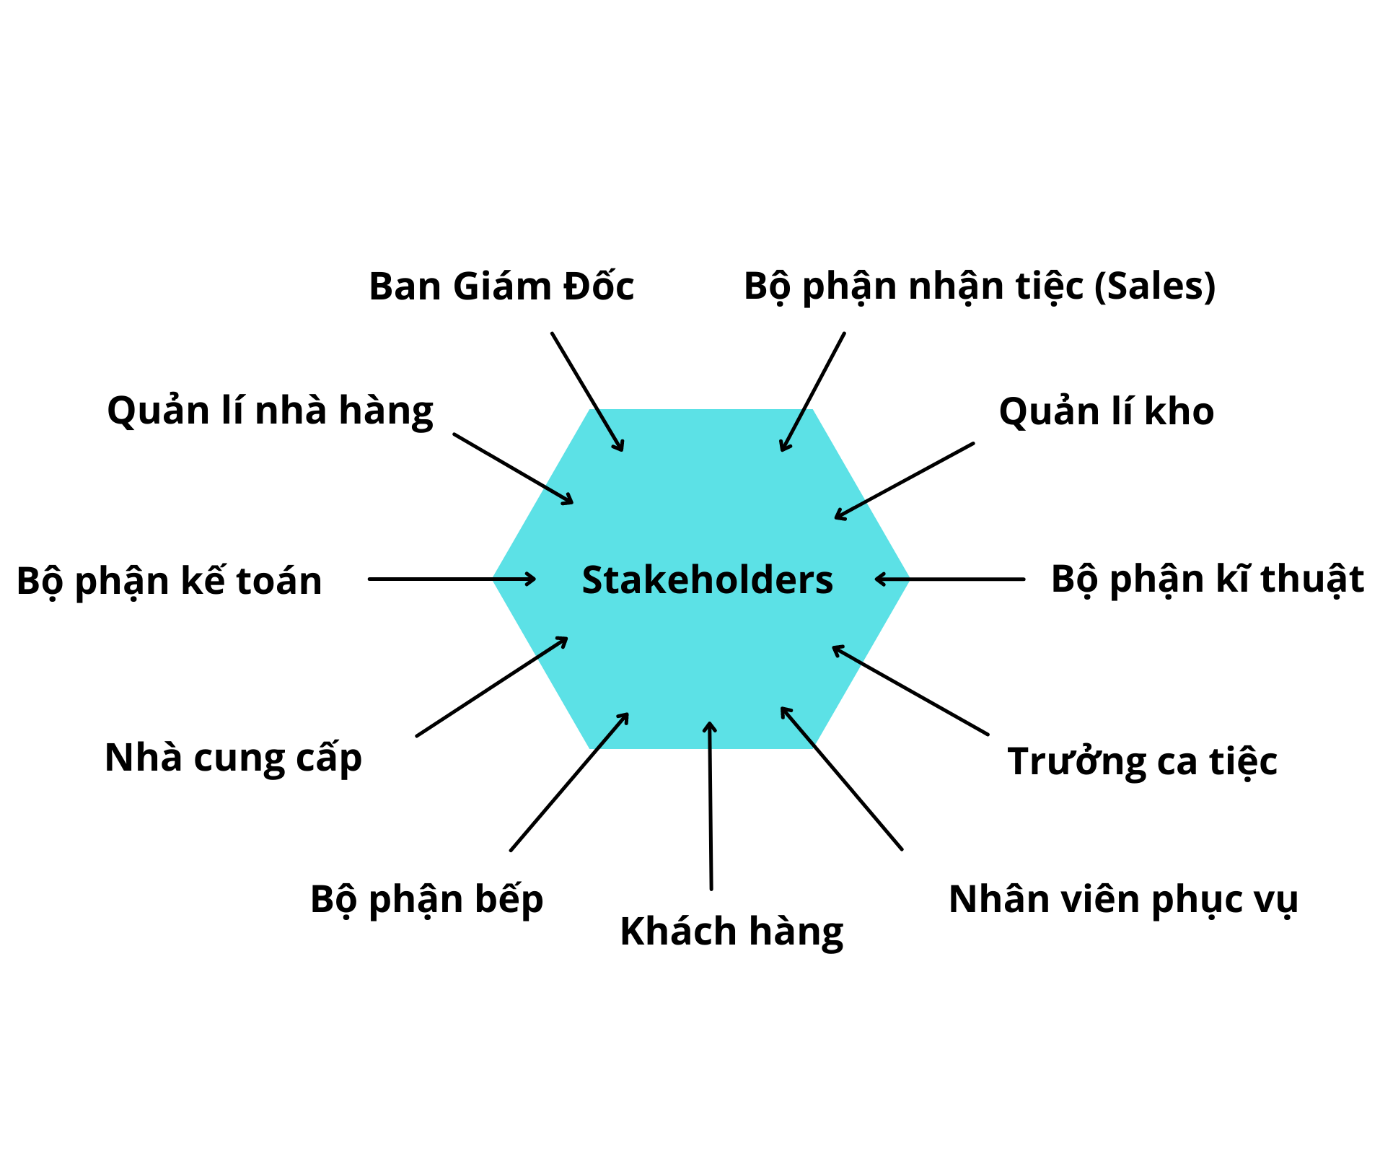 Ban Giám Đốc
Bộ phận nhận tiệc (Sales)
Quản lí nhà hàng
Quản lí kho
Bộ phận kế toán
Stakeholders
Bộ phận kĩ thuật
Nhà cung cấp
Trưởng ca tiệc
Bộ phận bếp
Nhân viên phục vụ
Khách hàng